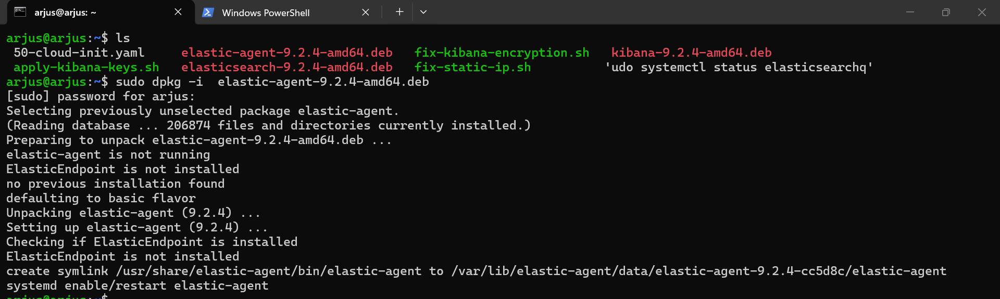 arjus@arjus: ~
Windows PowerShell
arjus@arjus:~$ ls
50-cloud-init.yaml elastic-agent-9.2.4-amd64.deb fix-kibana-encryption.sh kibana-9.2.4-amd64.deb
apply-kibana-keys.sh elasticsearch-9.2.4-amd64.deb fix-static-ip.sh 'udo systemctl status elasticsearchq'
arjus@arjus:~$ sudo dpkg -i  elastic-agent-9.2.4-amd64.deb
[sudo] password for arjus:
Selecting previously unselected package elastic-agent.
(Reading database ... 206874 files and directories currently installed.)
Preparing to unpack elastic-agent-9.2.4-amd64.deb ...
elastic-agent is not running
ElasticEndpoint is not installed
no previous installation found
defaulting to basic flavor
Unpacking elastic-agent (9.2.4) ...
Setting up elastic-agent (9.2.4) ...
Checking if ElasticEndpoint is installed
ElasticEndpoint is not installed
create symlink /usr/share/elastic-agent/bin/elastic-agent to /var/lib/elastic-agent/data/elastic-agent-9.2.4-cc5d8c/elastic-agent
systemd enable/restart elastic-agent
arjus@arjus:~$